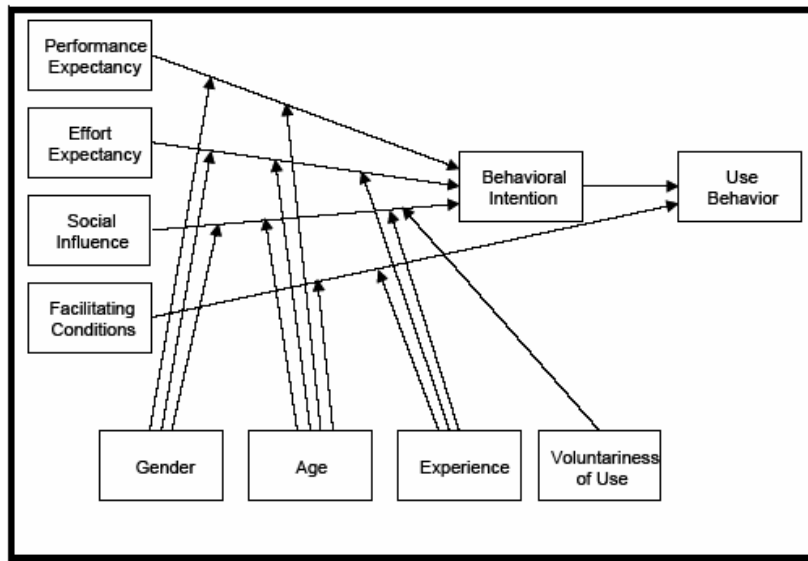 Performance
Expectancy
Effort
Expectancy
Social
Influence
Facilitating
Conditions
Behavioral
Intention
Use
Behavior
Gender
Age
Experience
Voluntariness
of Use